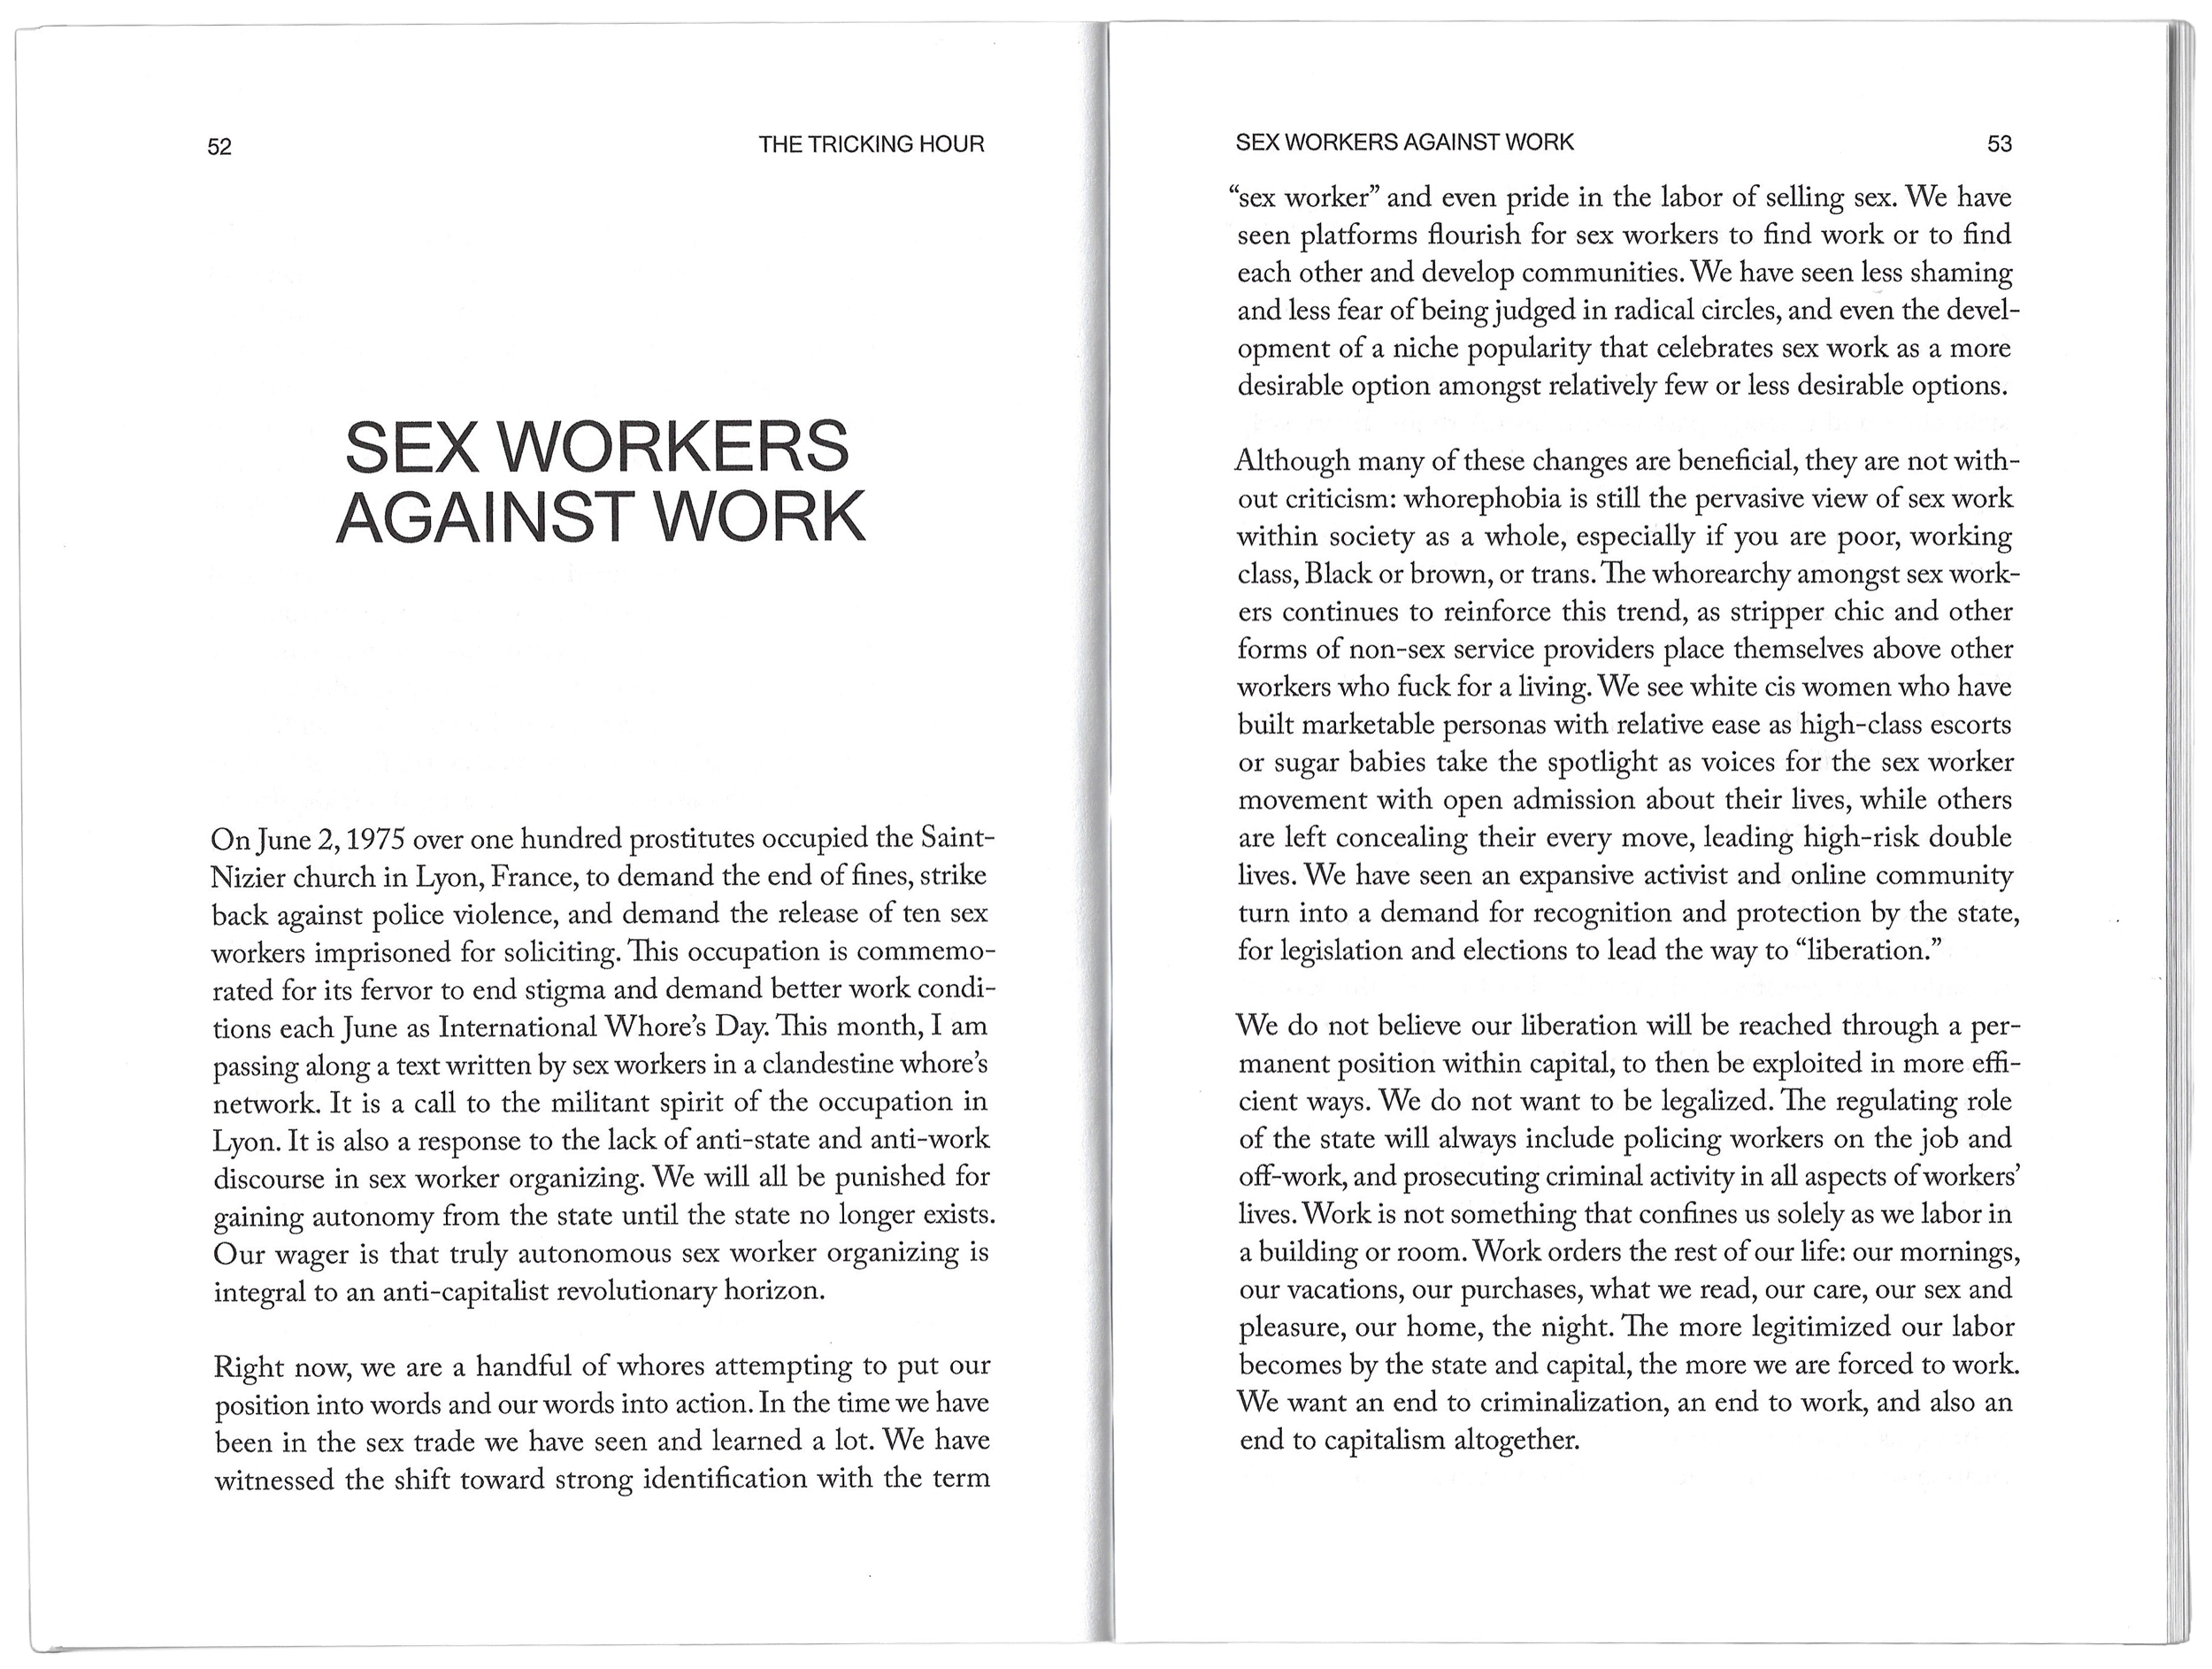 52
THE TRICKING HOUR
SEX WORKERS
AGAINST WORK
On June 2, 1975 over one hundred prostitutes occupied the Saint-
Nizier church in Lyon, France, to demand the end of fines, strike
back against police violence, and demand the release of ten sex
workers imprisoned for soliciting. This occupation is commemo-
rated for its fervor to end stigma and demand better work condi-
tions each June as International Whore’s Day. This month, I am
passing along a text written by sex workers in a clandestine whore’s
network. It is a call to the militant spirit of the occupation in
Lyon. It is also a response to the lack of anti-state and anti-work
discourse in sex worker organizing. We will all be punished for
gaining autonomy from the state until the state no longer exists.
Our wager is that truly autonomous sex worker organizing is
integral to an anti-capitalist revolutionary horizon.
Right now, we are a handful of whores attempting to put our
position into words and our words into action. In the time we have
been in the sex trade we have seen and learned a lot. We have
witnessed the shift toward strong identification with the term
SEX WORKERS AGAINST WORK
53
“sex worker” and even pride in the labor of selling sex. We have
seen platforms flourish for sex workers to find work or to find
each other and develop communities. We have seen less shaming
and less fear of being judged in radical circles, and even the devel-
opment of a niche popularity that celebrates sex work as a more
desirable option amongst relatively few or less desirable options.
Although many of these changes are beneficial, they are not with-
out criticism: whorephobia is still the pervasive view of sex work
within society as a whole, especially if you are poor, working
class, Black or brown, or trans. The whorearchy amongst sex work-
ers continues to reinforce this trend, as stripper chic and other
forms of non-sex service providers place themselves above other
workers who fuck for a living. We see white cis women who have
built marketable personas with relative ease as high-class escorts
or sugar babies take the spotlight as voices for the sex worker
movement with open admission about their lives, while others
are left concealing their every move, leading high-risk double
lives. We have seen an expansive activist and online community
turn into a demand for recognition and protection by the state,
for legislation and elections to lead the way to “liberation.”
We do not believe our liberation will be reached through a per-
manent position within capital, to then be exploited in more effi-
cient ways. We do not want to be legalized. The regulating role
of the state will always include policing workers on the job and
off-work, and prosecuting criminal activity in all aspects of workers’
lives. Work is not something that confines us solely as we labor in
a building or room. Work orders the rest of our life: our mornings,
our vacations, our purchases, what we read, our care, our sex and
pleasure, our home, the night. The more legitimized our labor
becomes by the state and capital, the more we are forced to work.
We want an end to criminalization, an end to work, and also an
end to capitalism altogether.